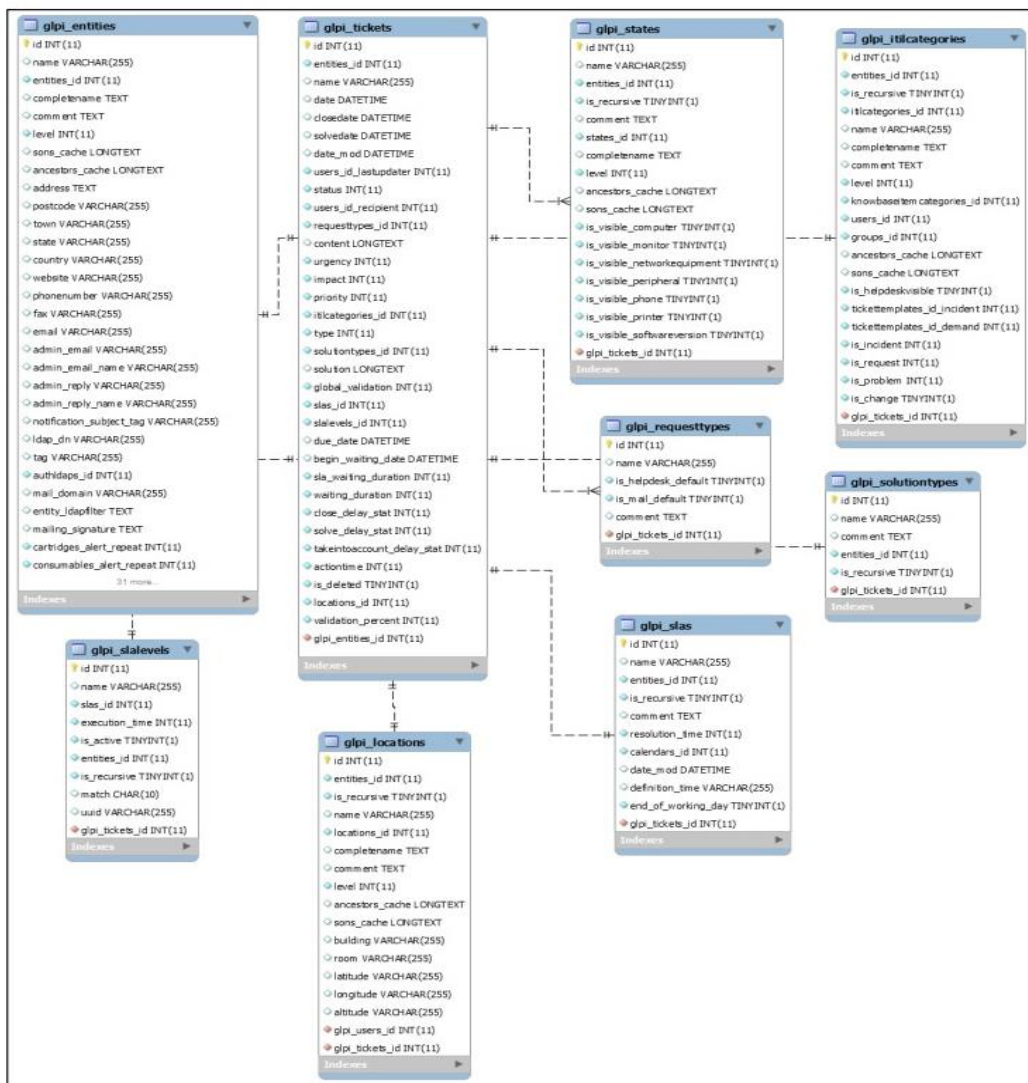 glpi_entities
id INT(11)
name VARCHAR(255)
entities_id INT(11)
completename TEXT
comment TEXT
level INT(11)
sons_cache LONGTEXT
ancestors_cache LONGTEXT
address TEXT
postcode VARCHAR(255)
town VARCHAR(255)
state VARCHAR(255)
country VARCHAR(255)
website VARCHAR(255)
phonenumber VARCHAR(255)
fax VARCHAR(255)
email VARCHAR(255)
admin_email VARCHAR(255)
admin_email_name VARCHAR(255)
admin_reply VARCHAR(255)
admin_reply_name VARCHAR(255)
notification_subject_tag VARCHAR(255)
ldap_dn VARCHAR(255)
tag VARCHAR(255)
authldaps_id INT(11)
mail_domain VARCHAR(255)
entity_ldapfilter TEXT
mailing_signature TEXT
cartridges_alert_repeat INT(11)
consumables_alert_repeat INT(11)
31 more...
Indexes
glpi_tickets
id INT(11)
entities_id INT(11)
name VARCHAR(255)
date DATETIME
closedate DATETIME
solvedate DATETIME
date_mod DATETIME
users_id_lastupdater INT(11)
status INT(11)
users_id_recipient INT(11)
requesttypes_id INT(11)
content LONGTEXT
urgency INT(11)
impact INT(11)
priority INT(11)
itilcategories_id INT(11)
type INT(11)
solutiontypes_id INT(11)
solution LONGTEXT
global_validation INT(11)
slas_id INT(11)
slalevels_id INT(11)
due_date DATETIME
begin_waiting_date DATETIME
sla_waiting_duration INT(11)
waiting_duration INT(11)
close_delay_stat INT(11)
solve_delay_stat INT(11)
takeintoaccount_delay_stat INT(11)
actiontime INT(11)
is_deleted TINYINT(1)
locations_id INT(11)
validation_percent INT(11)
glpi_entities_id INT(11)
Indexes
glpi_states
id INT(11)
name VARCHAR(255)
entities_id INT(11)
is_recursive TINYINT(1)
comment TEXT
states_id INT(11)
completename TEXT
level INT(11)
ancestors_cache LONGTEXT
sons_cache LONGTEXT
is_visible_computer TINYINT(1)
is_visible_monitor TINYINT(1)
is_visible_networkequipment TINYINT(1)
is_visible_peripheral TINYINT(1)
is_visible_phone TINYINT(1)
is_visible_printer TINYINT(1)
is_visible_softwareversion TINYINT(1)
glpi_tickets_id INT(11)
Indexes
glpi_itilcategories
id INT(11)
entities_id INT(11)
is_recursive TINYINT(1)
itilcategories_id INT(11)
name VARCHAR(255)
completename TEXT
comment TEXT
level INT(11)
knowbaseitemcategories_id INT(11)
users_id INT(11)
groups_id INT(11)
ancestors_cache LONGTEXT
sons_cache LONGTEXT
is_helpdeskvisible TINYINT(1)
tickettemplates_id_incident INT(11)
tickettemplates_id_demand INT(11)
is_incident INT(11)
is_request INT(11)
is_problem INT(11)
is_change TINYINT(1)
glpi_tickets_id INT(11)
Indexes
glpi_requesttypes
id INT(11)
name VARCHAR(255)
is_helpdesk_default TINYINT(1)
is_mail_default TINYINT(1)
comment TEXT
glpi_tickets_id INT(11)
Indexes
glpi_solutiontypes
id INT(11)
name VARCHAR(255)
comment TEXT
entities_id INT(11)
is_recursive TINYINT(1)
glpi_tickets_id INT(11)
Indexes
glpi_slalevels
id INT(11)
name VARCHAR(255)
slas_id INT(11)
execution_time INT(11)
is_active TINYINT(1)
entities_id INT(11)
is_recursive TINYINT(1)
match CHAR(10)
uuid VARCHAR(255)
glpi_tickets_id INT(11)
Indexes
glpi_slas
id INT(11)
name VARCHAR(255)
entities_id INT(11)
is_recursive TINYINT(1)
comment TEXT
resolution_time INT(11)
calendars_id INT(11)
date_mod DATETIME
definition_time VARCHAR(255)
end_of_working_day TINYINT(1)
glpi_tickets_id INT(11)
Indexes
glpi_locations
id INT(11)
entities_id INT(11)
is_recursive TINYINT(1)
name VARCHAR(255)
locations_id INT(11)
completename TEXT
comment TEXT
level INT(11)
ancestors_cache LONGTEXT
sons_cache LONGTEXT
building VARCHAR(255)
room VARCHAR(255)
latitude VARCHAR(255)
longitude VARCHAR(255)
altitude VARCHAR(255)
glpi_users_id INT(11)
glpi_tickets_id INT(11)
Indexes